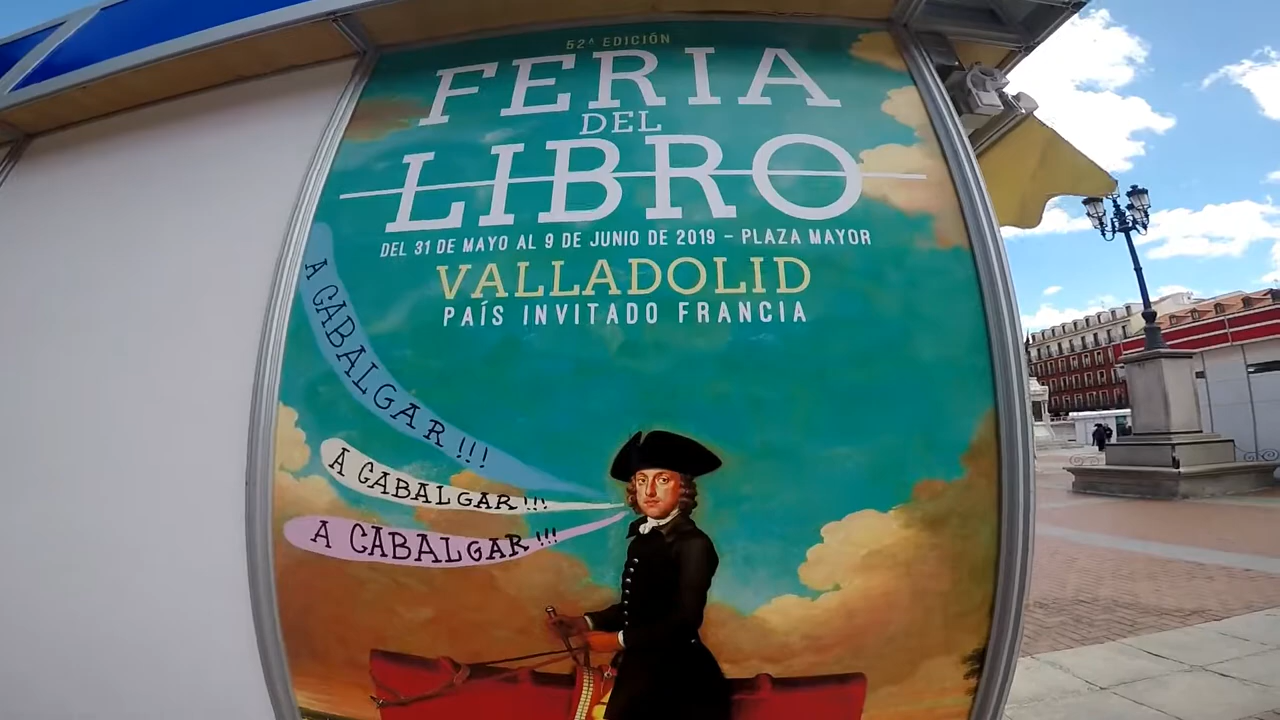 52ª EDICIÓN
FERIA
DEL
LIBRO
DEL 31 DE MAYO AL 9 DE JUNIO DE 2019 - PLAZA MAYOR
VALLADOLID
PAÍS INVITADO FRANCIA
A CABALGAR!!!
A CABALGAR!!!
A CABALGAR!!!